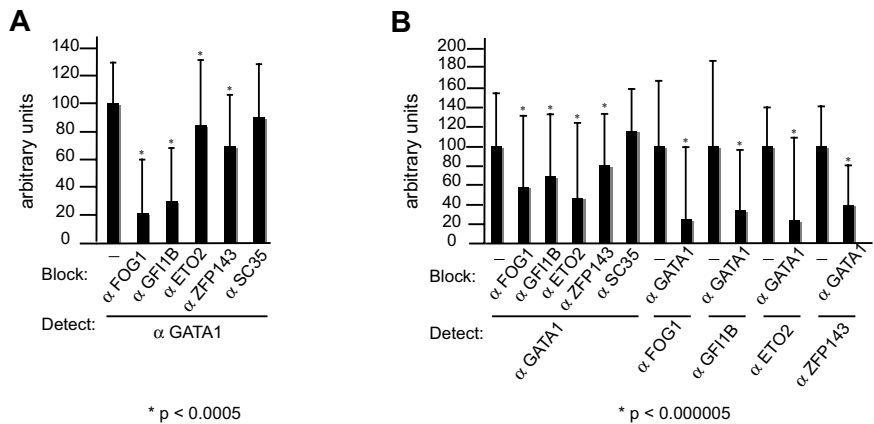 A
arbitrary units
140
120
100
80
60
40
20
0
Block:
–
α FOG1
α GFI1B
α ETO2
α ZFP143
α SC35
* * * *
Detect:
α GATA1
* p < 0.0005
B
arbitrary units
200
180
160
140
120
100
80
60
40
20
0
Block:
–
α FOG1
α GFI1B
α ETO2
α ZFP143
α SC35
–
α GATA1
–
α GATA1
–
α GATA1
–
α GATA1
* * * * * * * *
Detect:
α GATA1
α FOG1
α GFI1B
α ETO2
α ZFP143
* p < 0.000005